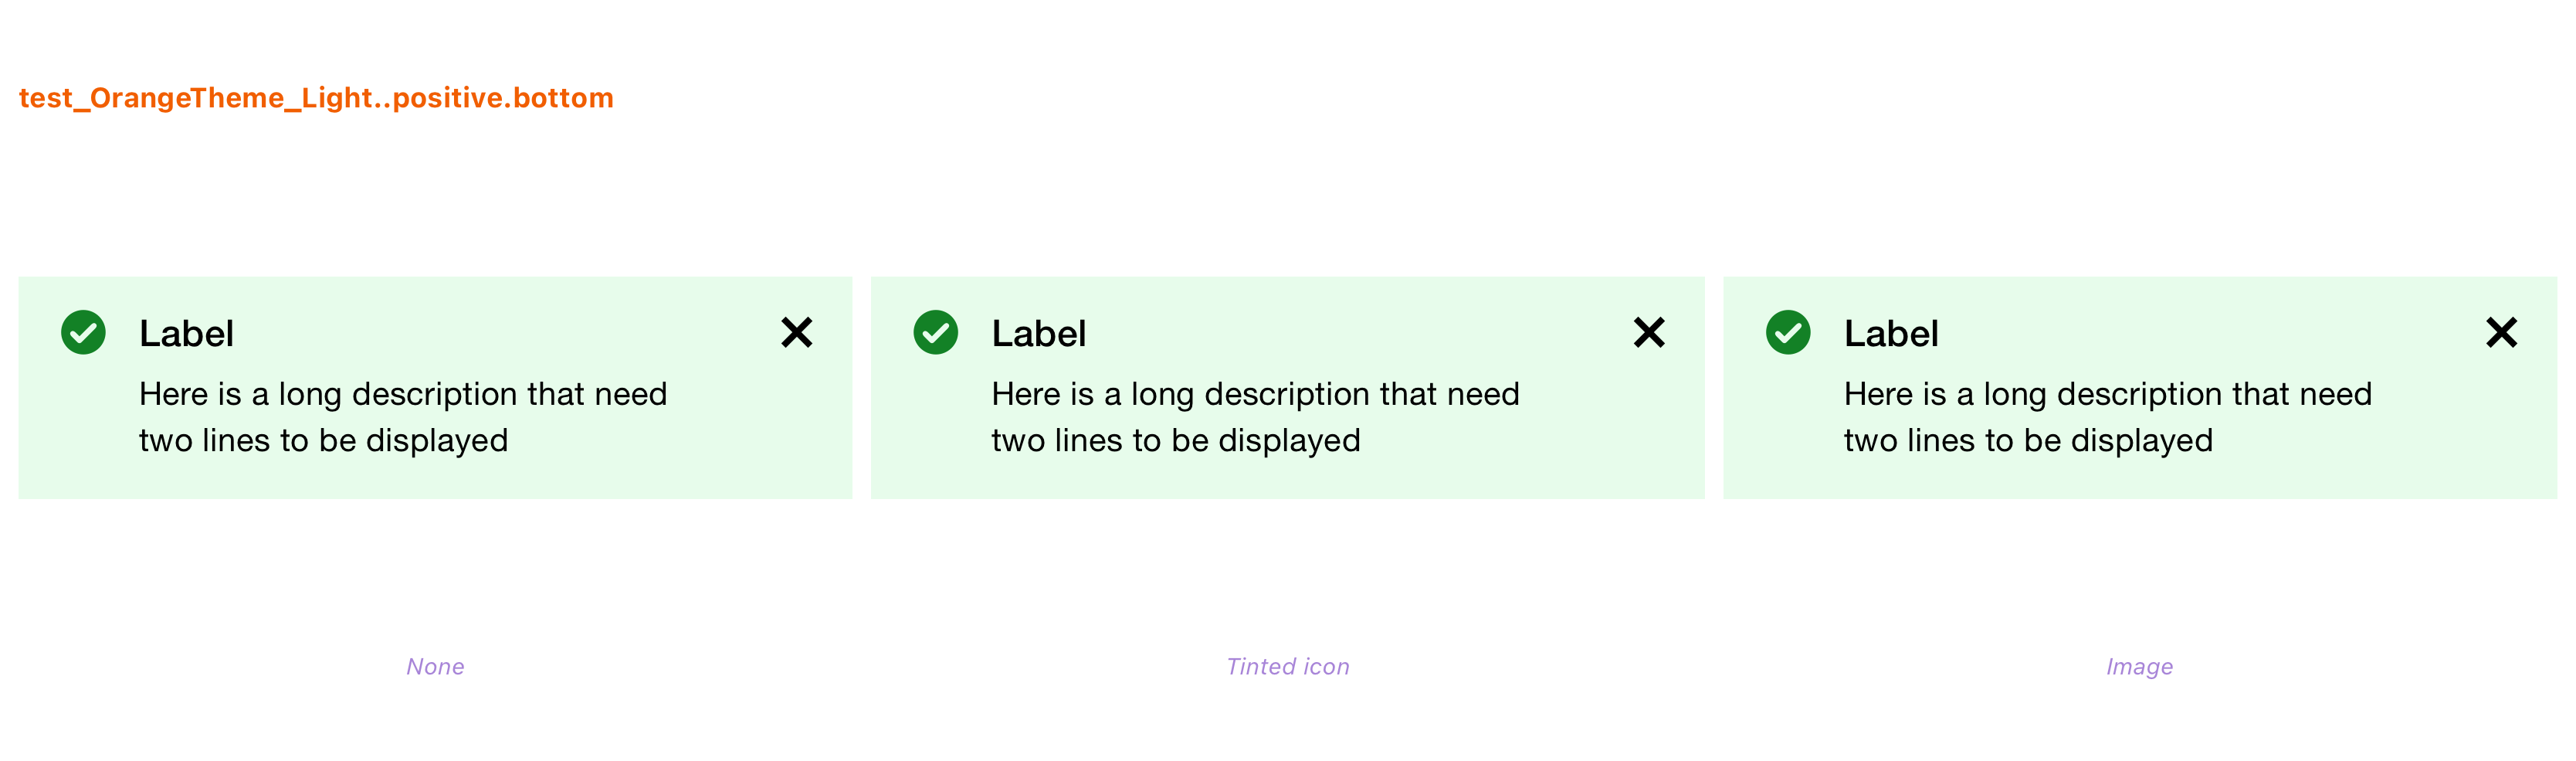 test_OrangeTheme_Light..positive.bottom
Label
Here is a long description that need
two lines to be displayed
Label
Here is a long description that need
two lines to be displayed
Label
Here is a long description that need
two lines to be displayed
None
Tinted icon
Image